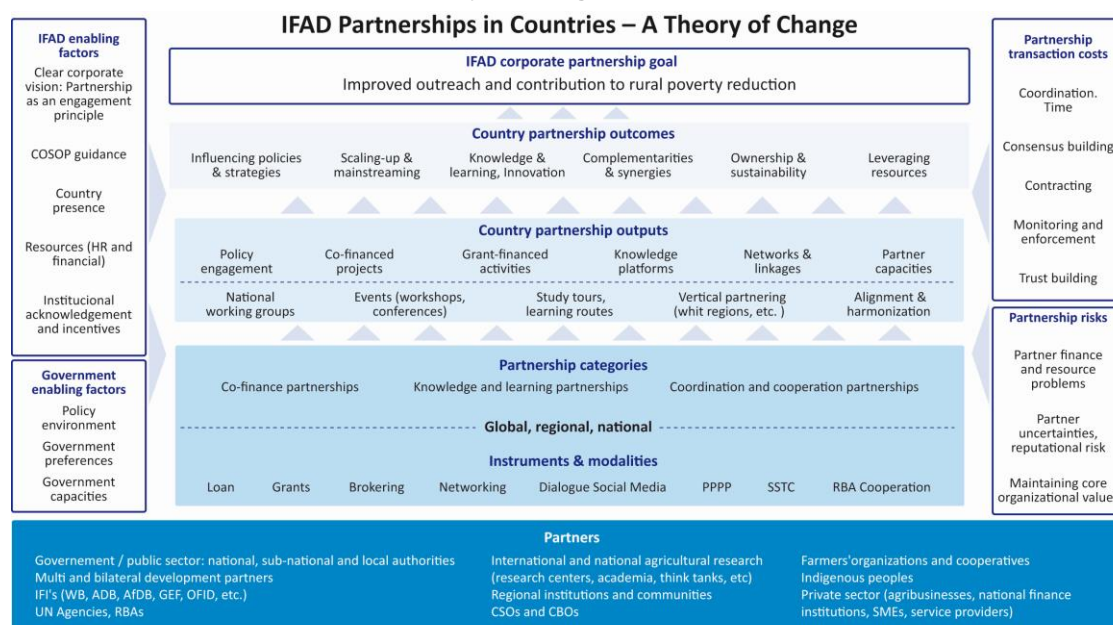 IFAD Partnerships in Countries – A Theory of Change
IFAD enabling
factors
Clear corporate
vision: Partnership
as an engagement
principle
COSOP guidance
Country
presence
Resources (HR and
financial)
Institucional
acknowledgement
and incentives
Government
enabling factors
Policy
environment
Government
preferences
Government
capacities
IFAD corporate partnership goal
Improved outreach and contribution to rural poverty reduction
Country partnership outcomes
Influencing policies
& strategies
Scaling-up &
mainstreaming
Knowledge &
learning, Innovation
Complementarities
& synergies
Ownership &
sustainability
Leveraging
resources
Country partnership outputs
Policy
engagement
Co-financed
projects
Grant-financed
activities
Knowledge
platforms
Networks &
linkages
Partner
capacities
National
working groups
Events (workshops,
conferences)
Study tours,
learning routes
Vertical partnering
(whit regions, etc. )
Alignment &
harmonization
Partnership categories
Co-finance partnerships
Knowledge and learning partnerships
Coordination and cooperation partnerships
Global, regional, national
Instruments & modalities
Loan Grants Brokering Networking Dialogue Social Media PPPP SSTC RBA Cooperation
Partnership
transaction costs
Coordination.
Time
Consensus building
Contracting
Monitoring and
enforcement
Trust building
Partnership risks
Partner finance
and resource
problems
Partner
uncertainties,
reputational risk
Maintaining core
organizational value
Partners
Governement / public sector: national, sub-national and local authorities
Multi and bilateral development partners
IFI's (WB, ADB, AfDB, GEF, OFID, etc.)
UN Agencies, RBAs
International and national agricultural research
(research centers, academia, think tanks, etc)
Regional institutions and communities
CSOs and CBOs
Farmers'organizations and cooperatives
Indigenous peoples
Private sector (agribusinesses, national finance
institutions, SMEs, service providers)